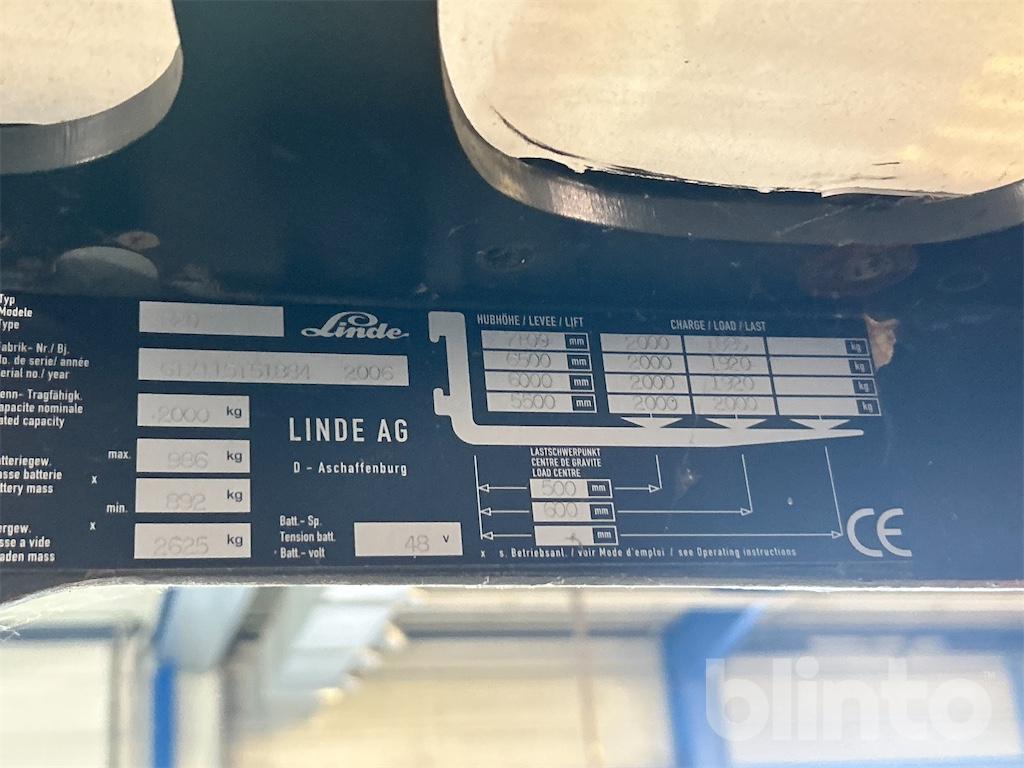 Typ
Modele
Type
Linde
Fabrik- Nr./ Bj.
No. de serie/ année
Serial no./ year
2006
Nenn- Tragfähigk.
Capacite nominale
Rated capacity
2000 kg
LINDE AG
D - Aschaffenburg
Batteriegew.
Masse batterie
Battery mass
x
max.
986 kg
min.
892 kg
x
Leergew.
Masse a vide
Unladen mass
2625 kg
Batt.- Sp.
Tension batt.
Batt.- volt
48 V
HUBHÖHE / LEVEE / LIFT
CHARGE / LOAD / LAST
mm 2000 kg
6500 mm 2000 1920 kg
6000 mm 2000 1920 kg
5500 mm 2000 2000 kg
LASTSCHWERPUNKT
CENTRE DE GRAVITE
LOAD CENTRE
500 mm
600 mm
mm
x s. Betriebsanl. / voir Mode d'emploi / see Operating instructions
CE
blinto